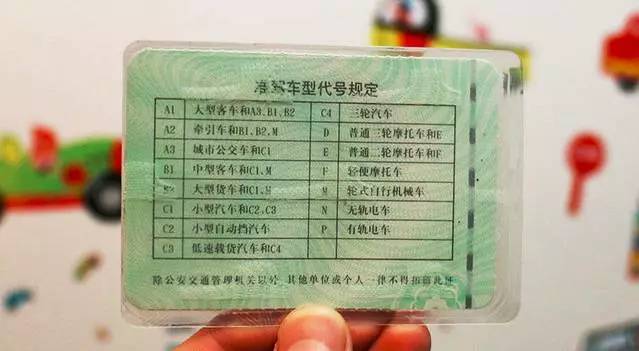 准驾车型代号规定
A1 大型客车和A3.B1.B2 C4 三轮汽车
A2 牵引车和B1.B2.M D 普通三轮摩托车和E
A3 城市公交车和C1 E 普通二轮摩托车和F
B1 中型客车和C1.M F 轻便摩托车
B2 大型货车和C1.M M 轮式自行机械车
C1 小型汽车和C2.C3 N 无轨电车
C2 小型自动挡汽车 P 有轨电车
C3 低速载货汽车和C4
除公安交通管理机关以外 其他单位或个人一律不得扣留此证